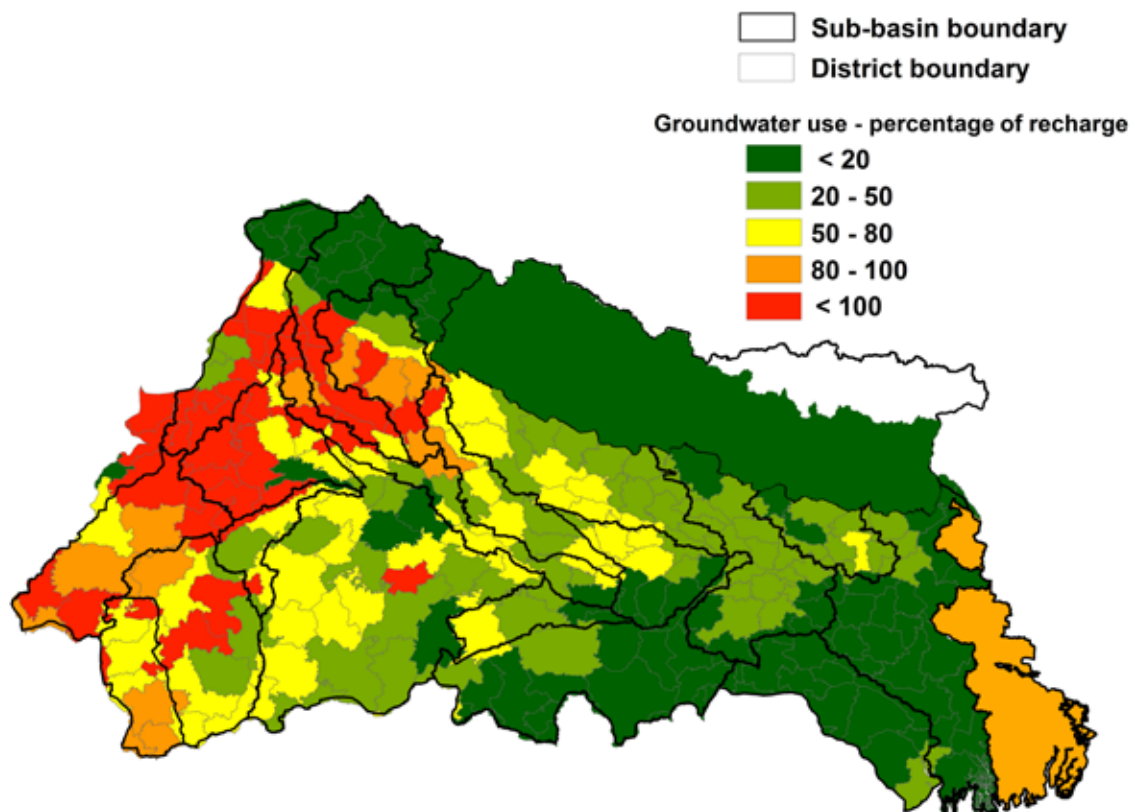 Sub-basin boundary
District boundary
Groundwater use - percentage of recharge
< 20
20 - 50
50 - 80
80 - 100
< 100